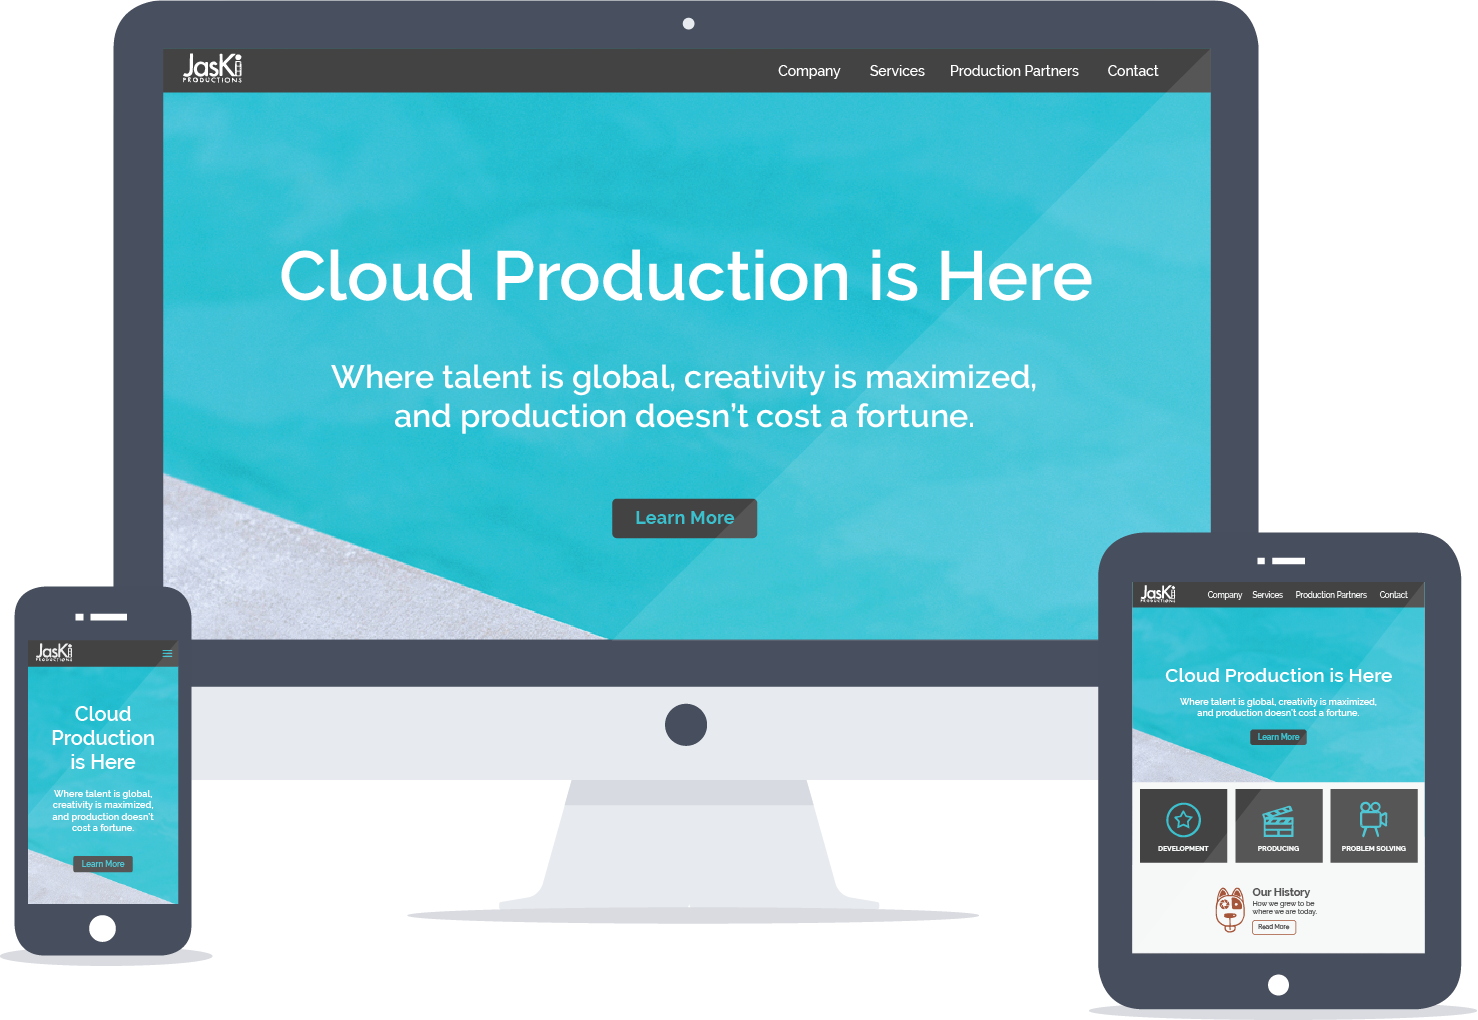 JasKi
PRODUCTIONS
Company Services Production Partners Contact
Cloud Production is Here
Where talent is global, creativity is maximized,
and production doesn’t cost a fortune.
Learn More
JasKi
PRODUCTIONS
Cloud
Production
is Here
Where talent is global,
creativity is maximized,
and production doesn’t
cost a fortune.
Learn More
JasKi
PRODUCTIONS
Company Services Production Partners Contact
Cloud Production is Here
Where talent is global, creativity is maximized,
and production doesn’t cost a fortune.
Learn More
DEVELOPMENT PRODUCING PROBLEM SOLVING
Our History
How we grew to be
where we are today.
Read More